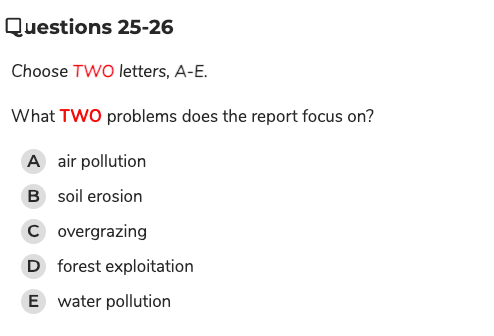 Questions 25-26
Choose TWO letters, A-E.
What TWO problems does the report focus on?
A air pollution
B soil erosion
C overgrazing
D forest exploitation
E water pollution